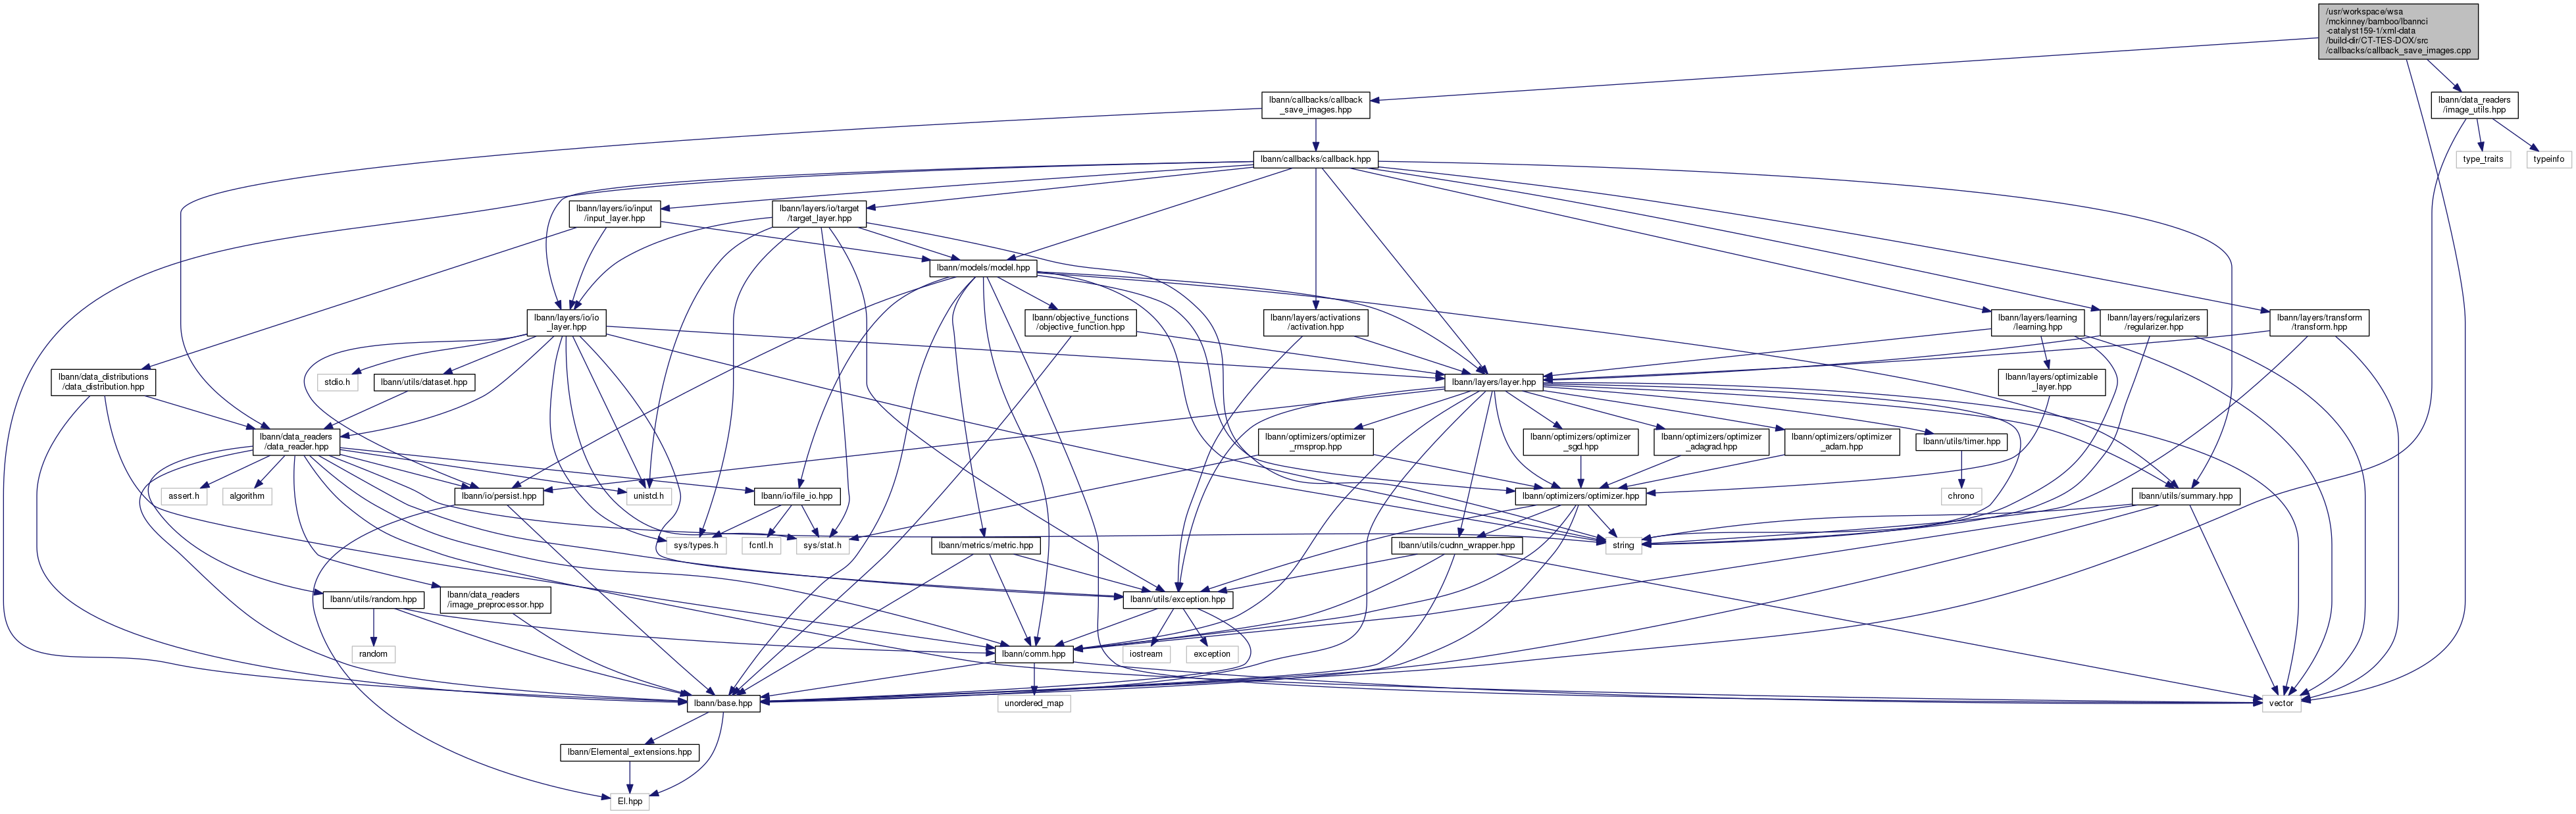 /usr/workspace/wsa
/mckinney/bamboo/lbannci
-catalyst159-1/xml-data
/build-dir/CT-TES-DOX/src
/callbacks/callback_save_images.cpp
lbann/callbacks/callback
_save_images.hpp
lbann/data_readers
/image_utils.hpp
lbann/callbacks/callback.hpp
type_traits
typeinfo
lbann/layers/io/input
/input_layer.hpp
lbann/layers/io/target
/target_layer.hpp
lbann/models/model.hpp
lbann/layers/io/io
_layer.hpp
lbann/objective_functions
/objective_function.hpp
lbann/layers/activations
/activation.hpp
lbann/layers/learning
/learning.hpp
lbann/layers/regularizers
/regularizer.hpp
lbann/layers/transform
/transform.hpp
lbann/data_distributions
/data_distribution.hpp
stdio.h
lbann/utils/dataset.hpp
lbann/layers/layer.hpp
lbann/layers/optimizable
_layer.hpp
lbann/data_readers
/data_reader.hpp
lbann/optimizers/optimizer
_rmsprop.hpp
lbann/optimizers/optimizer
_sgd.hpp
lbann/optimizers/optimizer
_adagrad.hpp
lbann/optimizers/optimizer
_adam.hpp
lbann/utils/timer.hpp
assert.h
algorithm
lbann/io/persist.hpp
unistd.h
lbann/io/file_io.hpp
lbann/optimizers/optimizer.hpp
chrono
lbann/utils/summary.hpp
sys/types.h
fcntl.h
sys/stat.h
lbann/metrics/metric.hpp
lbann/utils/cudnn_wrapper.hpp
string
lbann/utils/random.hpp
lbann/data_readers
/image_preprocessor.hpp
lbann/utils/exception.hpp
random
lbann/comm.hpp
iostream
exception
lbann/base.hpp
unordered_map
vector
lbann/Elemental_extensions.hpp
El.hpp